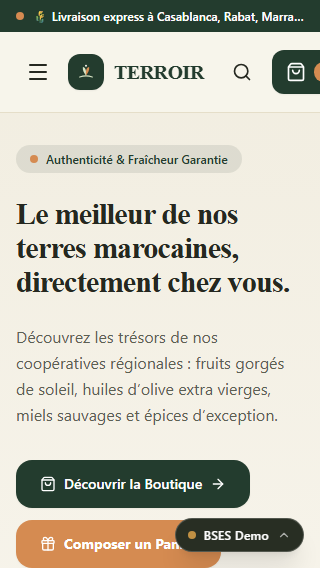 Livraison express à Casablanca, Rabat, Marra...
TERROIR
Authenticité & Fraîcheur Garantie
Le meilleur de nos
terres marocaines,
directement chez vous.
Découvrez les trésors de nos
coopératives régionales : fruits gorgés
de soleil, huiles d’olive extra vierges,
miels sauvages et épices d’exception.
Découvrir la Boutique
Composer un
BSES Demo